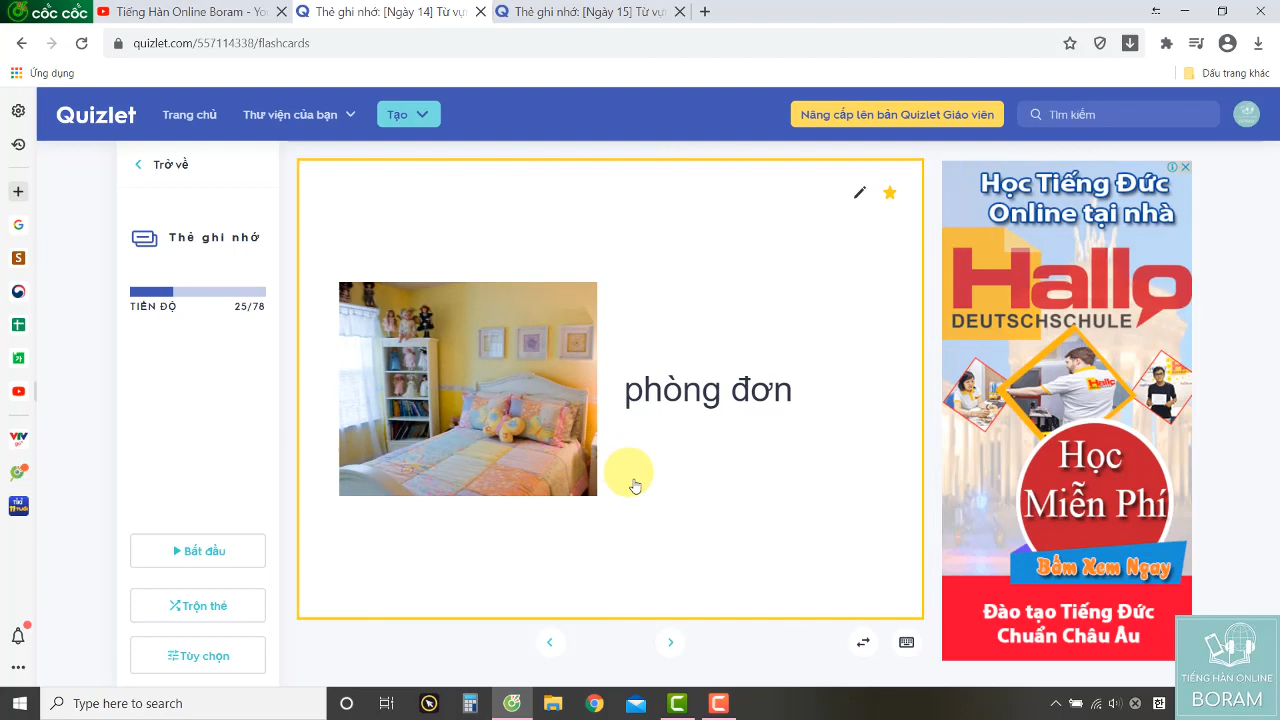 CỐC CỐC
Tiếng Hàn Online Boram - Yo
Thẻ ghi nhớ: [Ngày 14] Từ vự
Thẻ ghi nhớ: [Ngày 15] Từ vự
quizlet.com/557114338/flashcards
Ứng dụng
Dấu trang khác
Quizlet
Trang chủ
Thư viện của bạn
Tạo
Nâng cấp lên bản Quizlet Giáo viên
Tìm kiếm
Trở về
Thẻ ghi nhớ
TIẾN ĐỘ 25/78
Bắt đầu
Trộn thẻ
Tùy chọn
phòng đơn
Học Tiếng Đức
Online tại nhà
Hallo
DEUTSCHSCHULE
Hallo
Học
Miễn Phí
Bấm Xem Ngay
Đào tạo Tiếng Đức
Chuẩn Châu Âu
TIẾNG HÀN ONLINE
BORAM
Type here to search